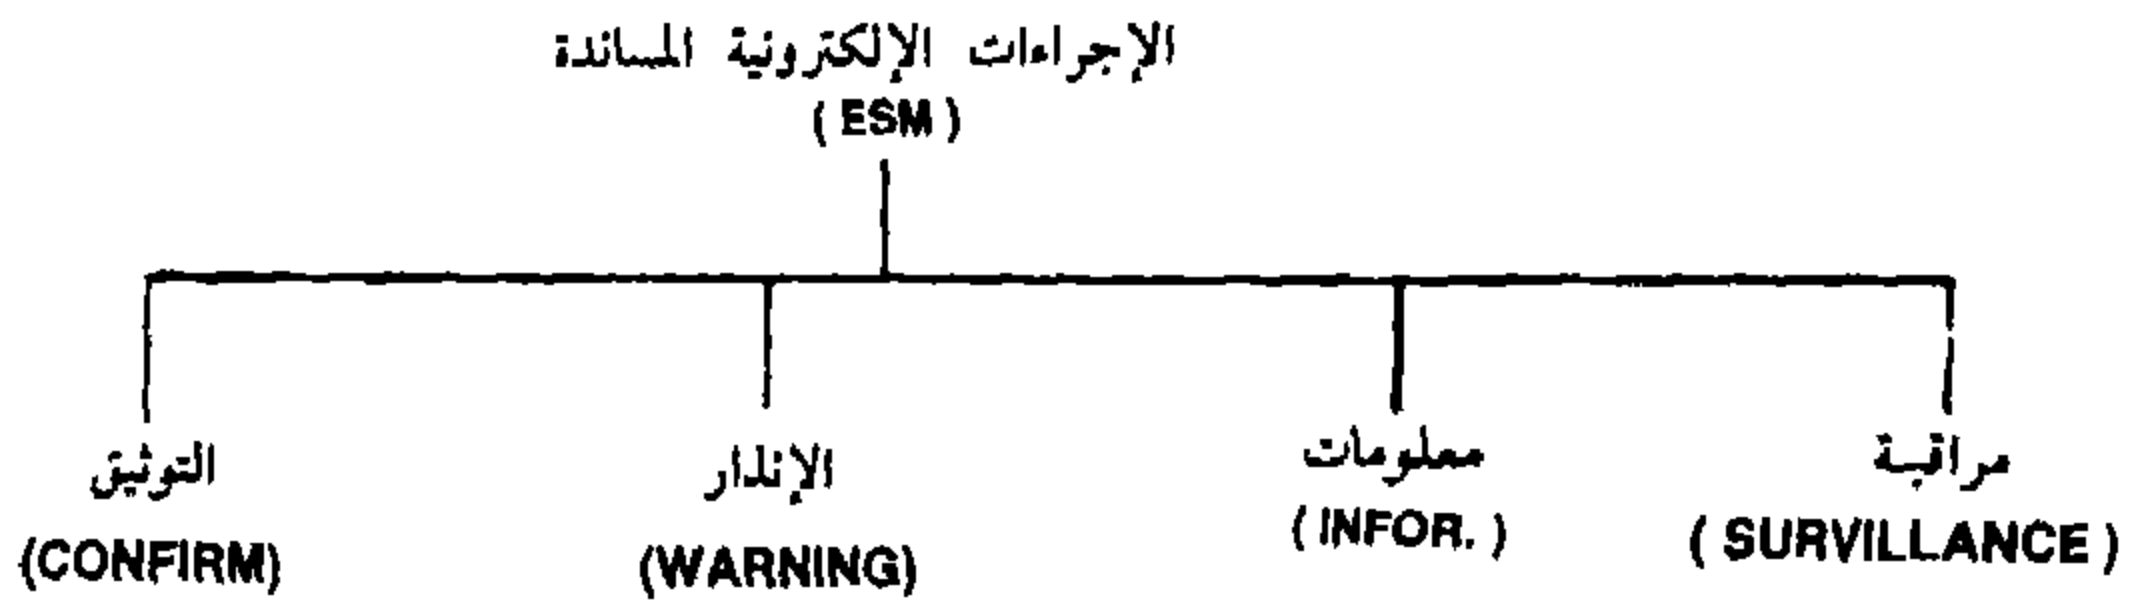 الإجراءات الإلكترونية المساندة
( ESM )
مراقبة
( SURVILLANCE )
معلومات
( INFOR. )
الإنذار
(WARNING)
التوثيق
(CONFIRM)